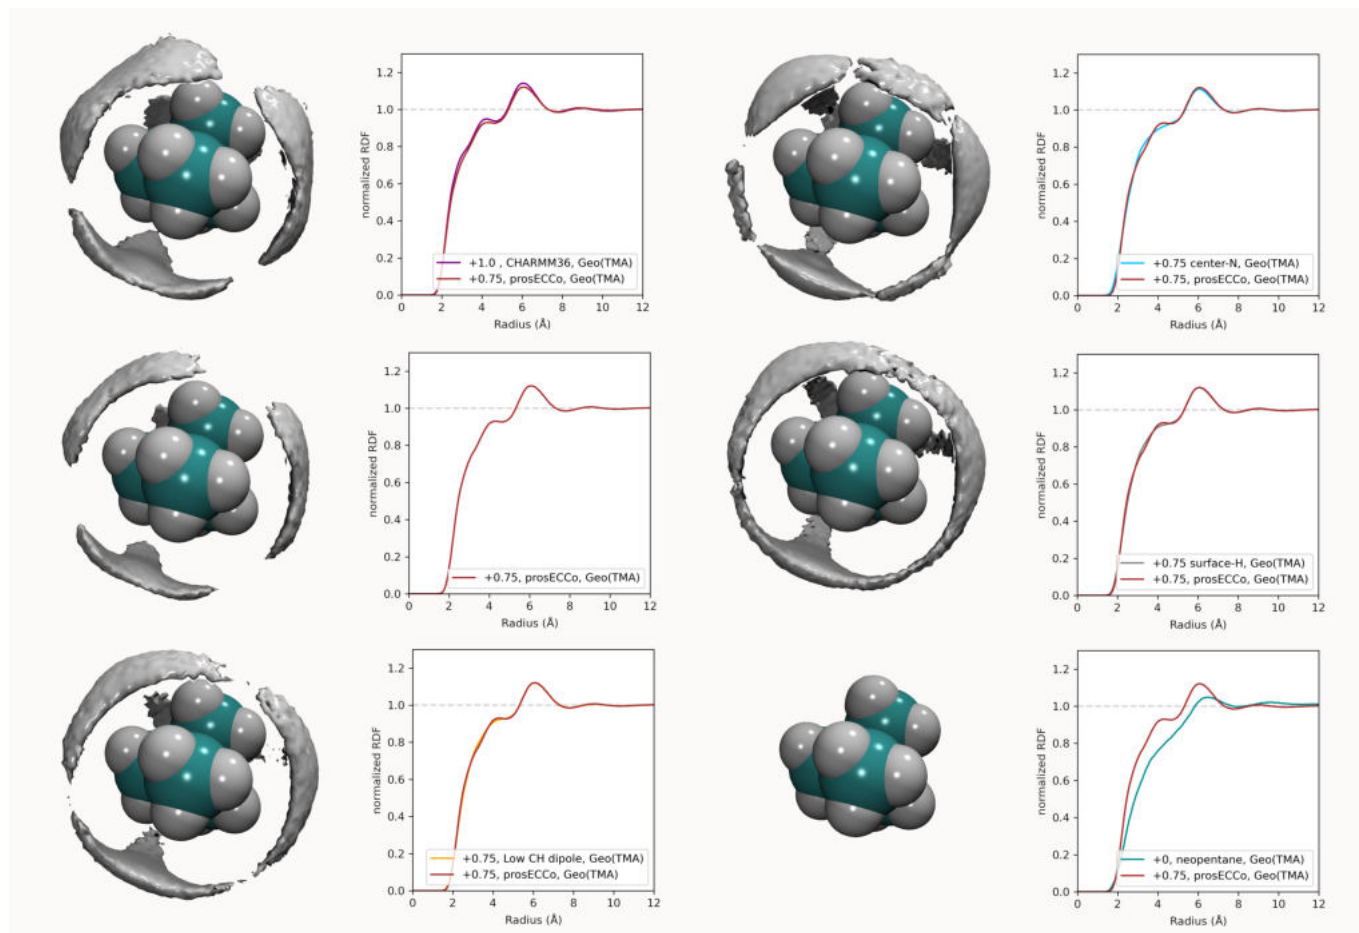 normalized RDF
1.2
1.0
0.8
0.6
0.4
0.2
0.0
+1.0 , CHARMM36, Geo(TMA)
+0.75, prosECCo, Geo(TMA)
0 2 4 6 8 10 12
Radius (Å)
normalized RDF
1.2
1.0
0.8
0.6
0.4
0.2
0.0
+0.75 center-N, Geo(TMA)
+0.75, prosECCo, Geo(TMA)
0 2 4 6 8 10 12
Radius (Å)
normalized RDF
1.2
1.0
0.8
0.6
0.4
0.2
0.0
+0.75, prosECCo, Geo(TMA)
0 2 4 6 8 10 12
Radius (Å)
normalized RDF
1.2
1.0
0.8
0.6
0.4
0.2
0.0
+0.75 surface-H, Geo(TMA)
+0.75, prosECCo, Geo(TMA)
0 2 4 6 8 10 12
Radius (Å)
normalized RDF
1.2
1.0
0.8
0.6
0.4
0.2
0.0
+0.75, Low CH dipole, Geo(TMA)
+0.75, prosECCo, Geo(TMA)
0 2 4 6 8 10 12
Radius (Å)
normalized RDF
1.2
1.0
0.8
0.6
0.4
0.2
0.0
+0, neopentane, Geo(TMA)
+0.75, prosECCo, Geo(TMA)
0 2 4 6 8 10 12
Radius (Å)